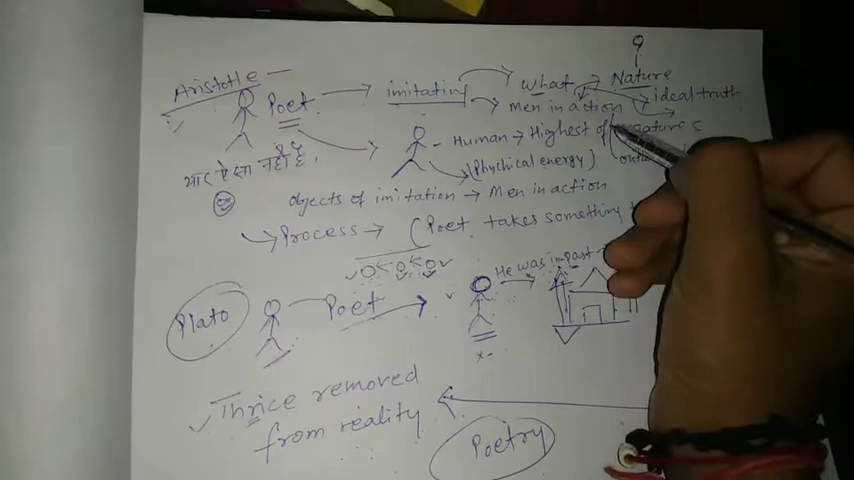 Aristotle —
Poet → imitating → What → Nature
men in action ideal truth
Human → Highest of
(Phychical energy)
यार ऐसा नहीं है,
objects of imitation → Men in action
Process → (Poet takes something
He was in past
Plato Poet
Thrice removed
from reality
Poetry